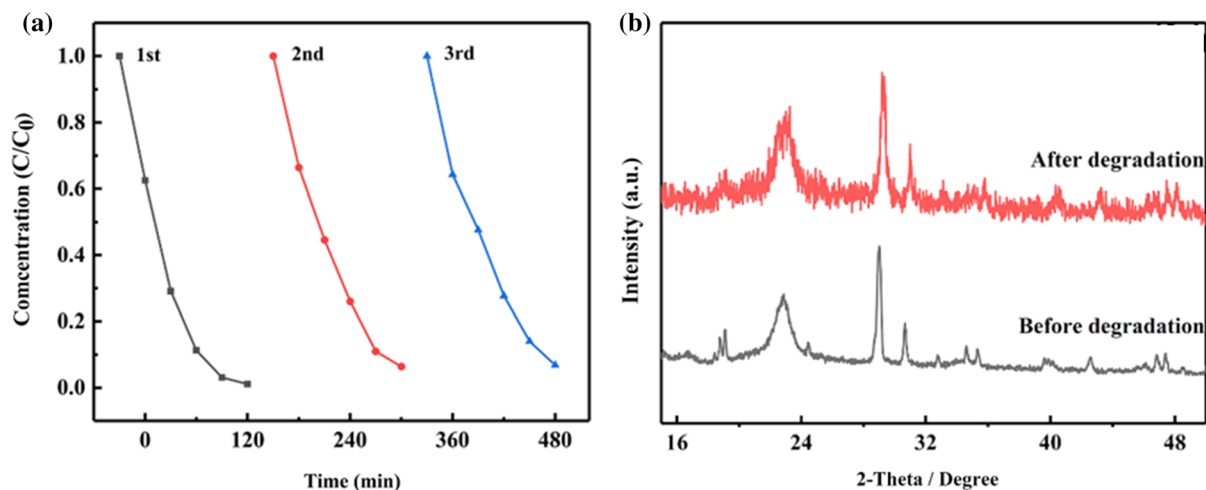 (a)
1st
2nd
3rd
1.0
0.8
0.6
0.4
0.2
0.0
Comcentration (C/C0)
0
120
240
360
480
Time (min)
(b)
After degradation
Before degradation
Intensity (a.u.)
16
24
32
40
48
2-Theta / Degree